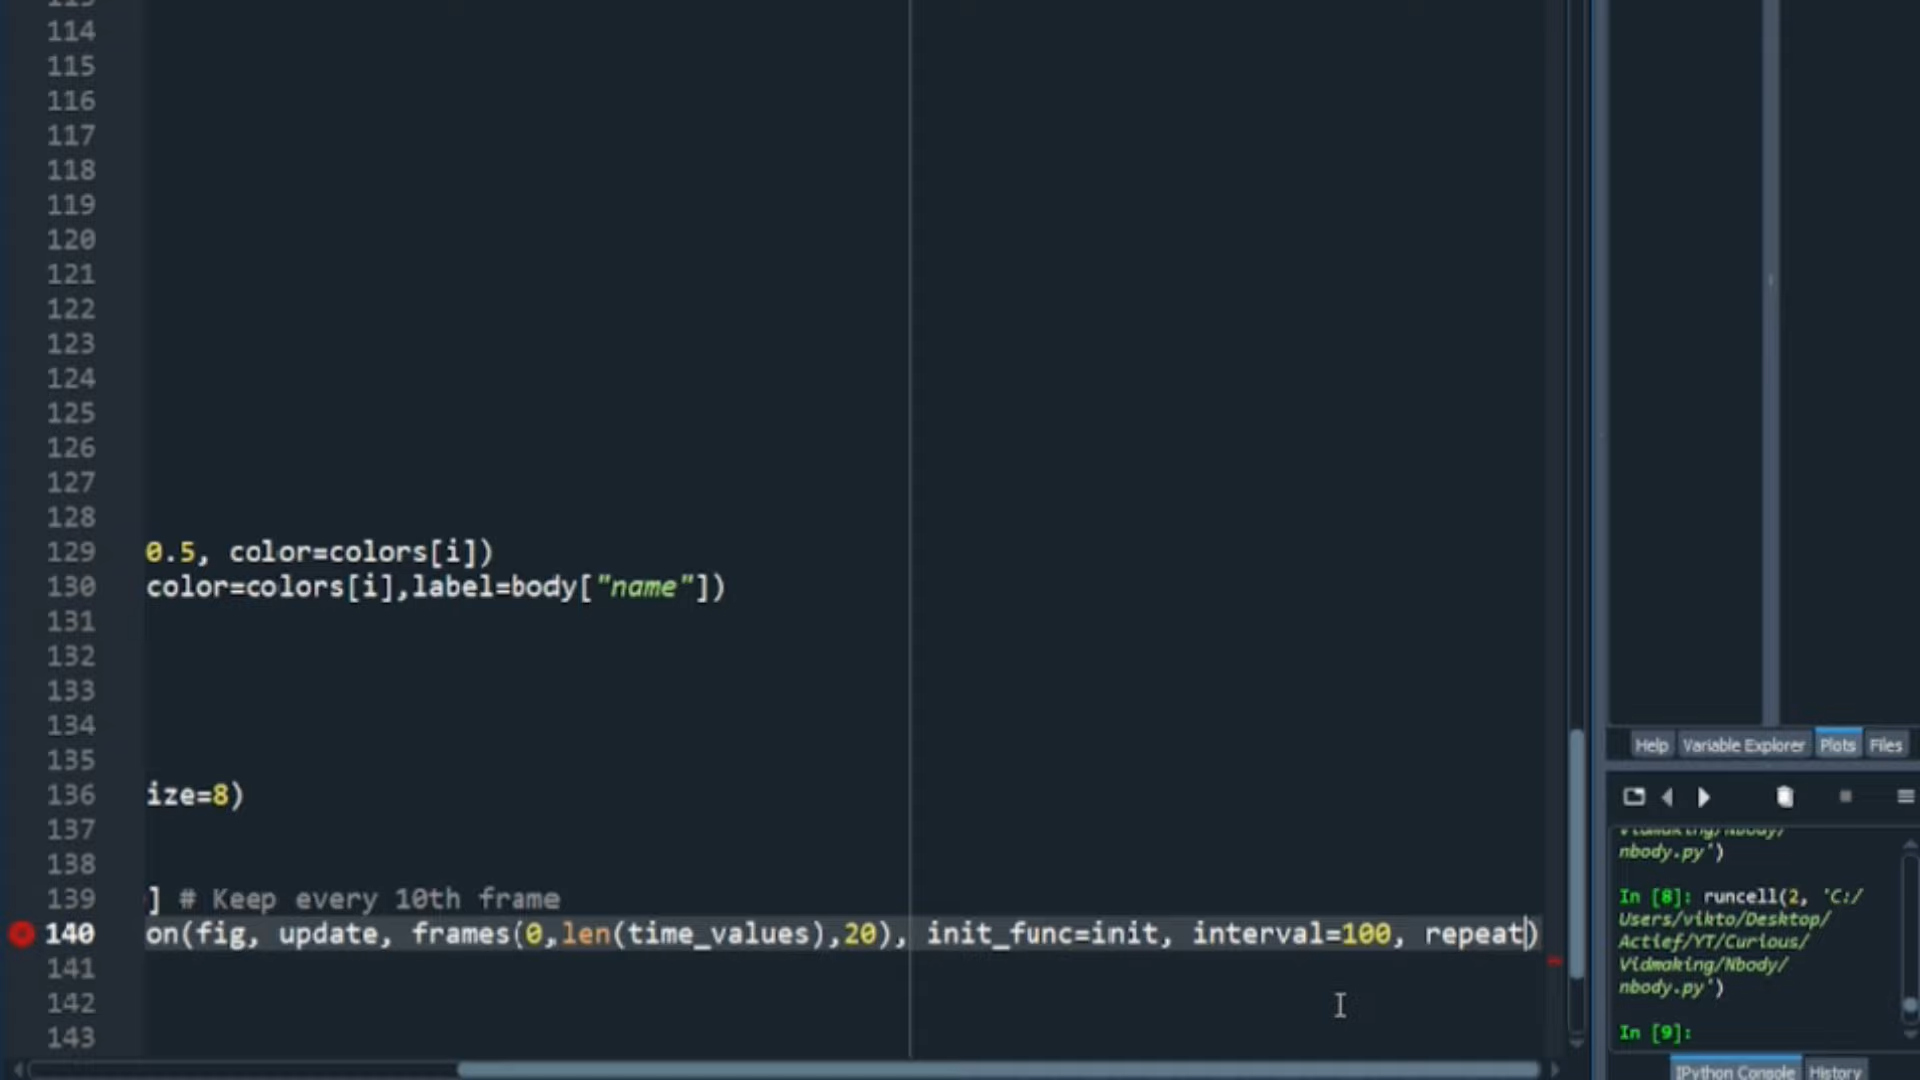 114
115
116
117
118
119
120
121
122
123
124
125
126
127
128
129 0.5, color=colors[i])
130 color=colors[i],label=body["name"])
131
132
133
134
135
136 ize=8)
137
138
139 ] # Keep every 10th frame
140 on(fig, update, frames(0,len(time_values),20), init_func=init, interval=100, repeat)
141
142
143
Help Variable Explorer Plots Files
Vidmaking/Nbody/
nbody.py')
In [8]: runcell(2, 'C:/
Users/vikto/Desktop/
Actief/YT/Curious/
Vidmaking/Nbody/
nbody.py')
In [9]:
IPython Console History